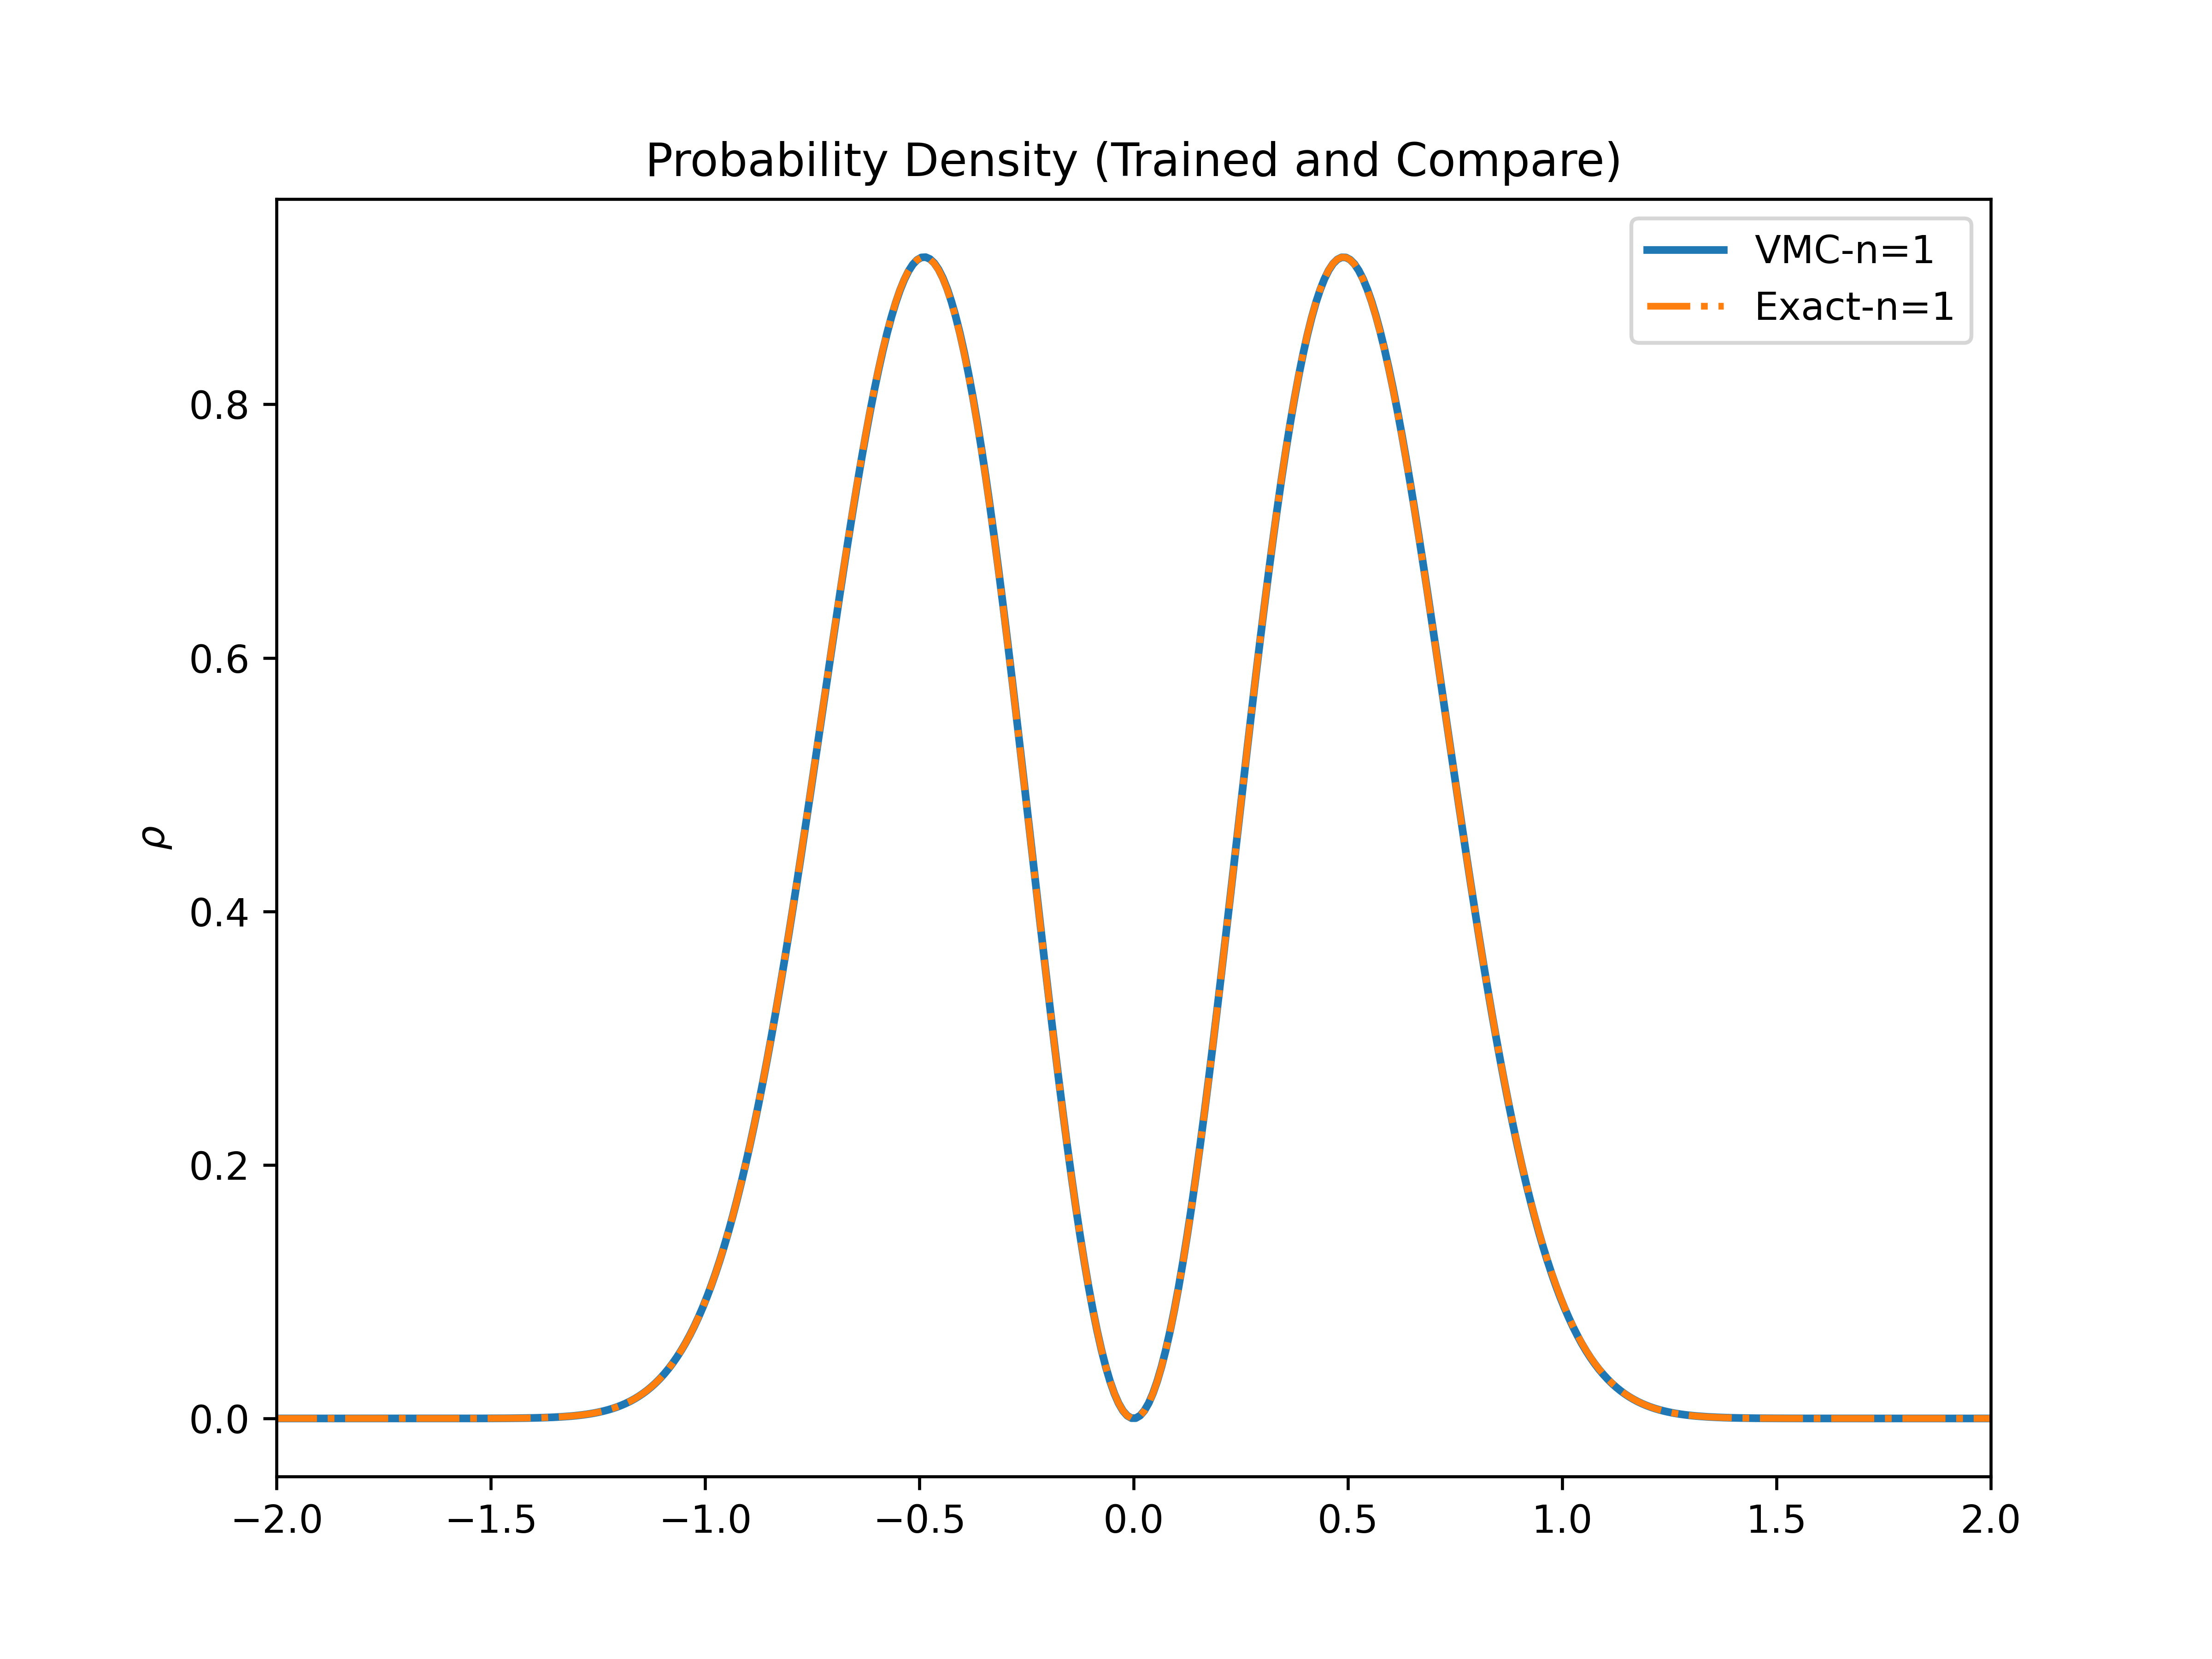 Probability Density (Trained and Compare)
VMC-n=1
Exact-n=1
ρ
0.8
0.6
0.4
0.2
0.0
−2.0 −1.5 −1.0 −0.5 0.0 0.5 1.0 1.5 2.0